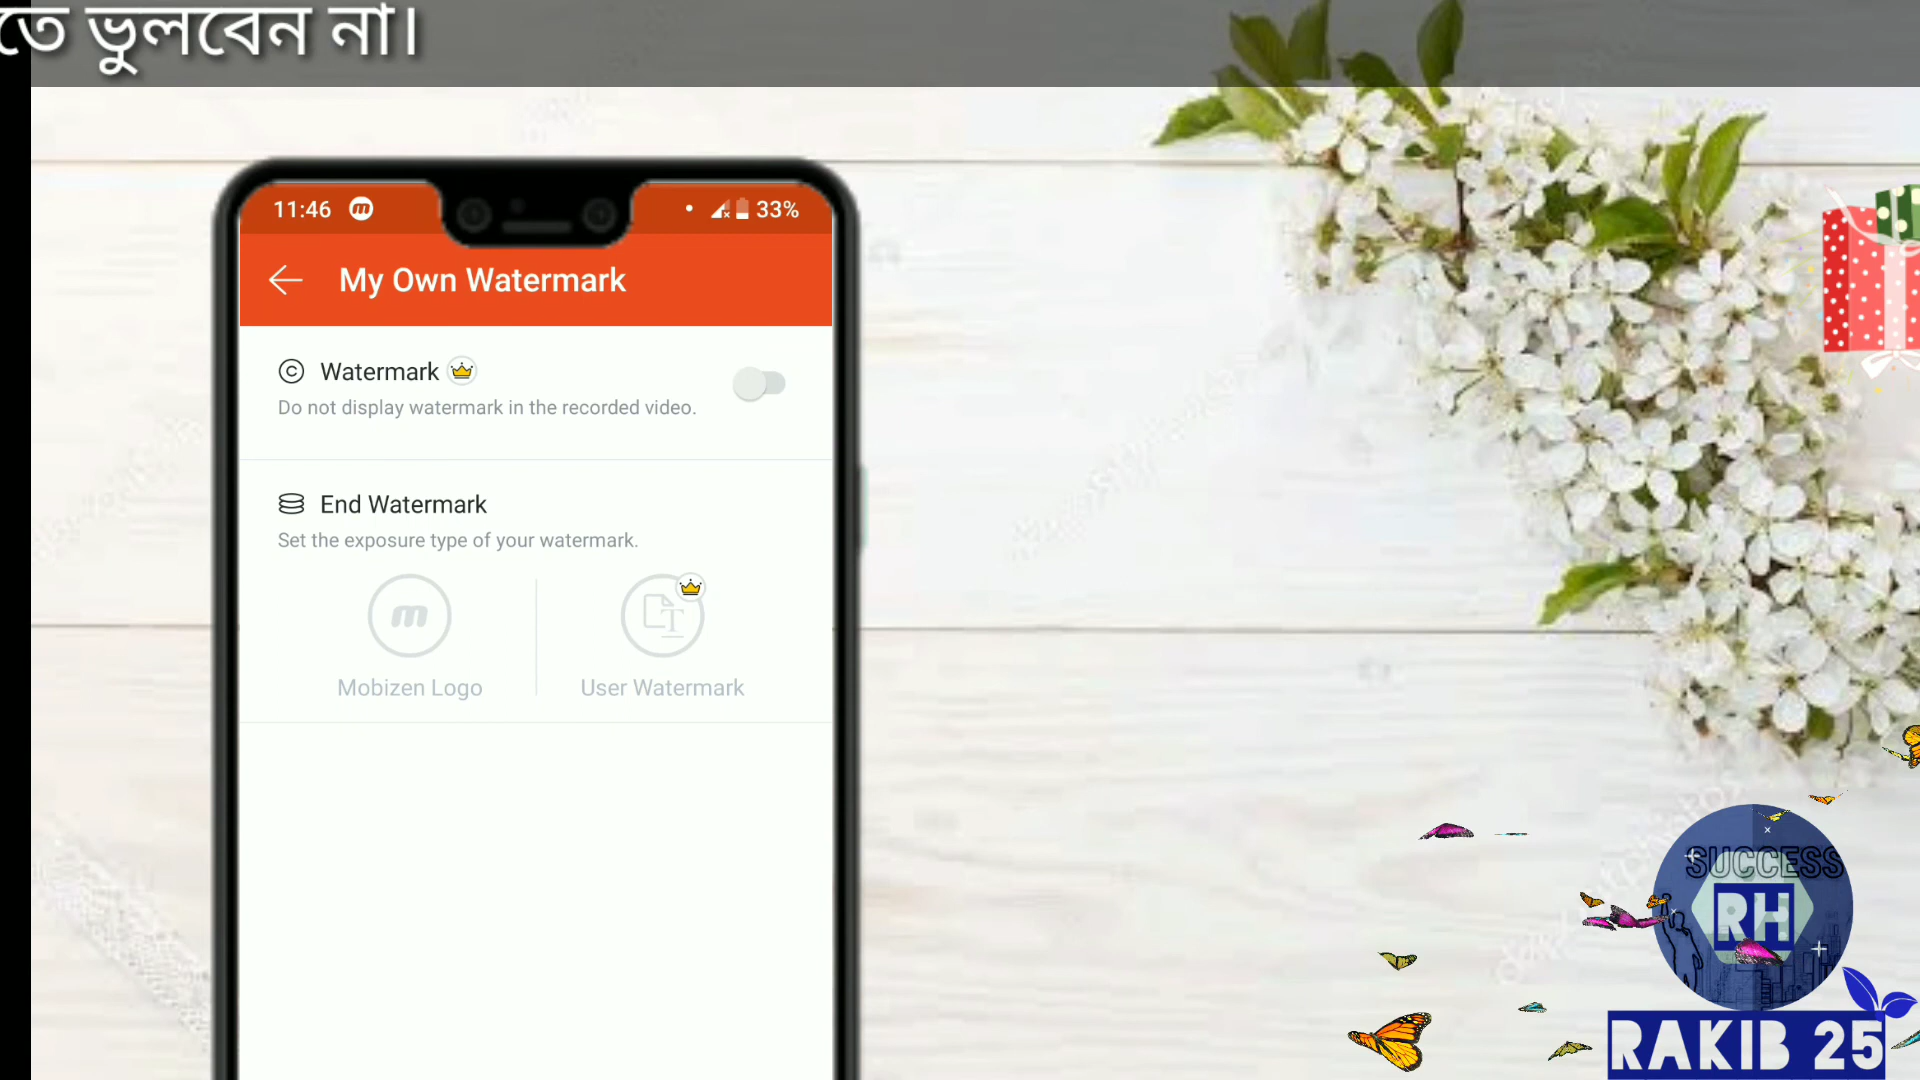 তে ভুলবেন না।
11:46
33%
My Own Watermark
Watermark
Do not display watermark in the recorded video.
End Watermark
Set the exposure type of your watermark.
Mobizen Logo
User Watermark
SUCCESS
RH
RAKIB 25